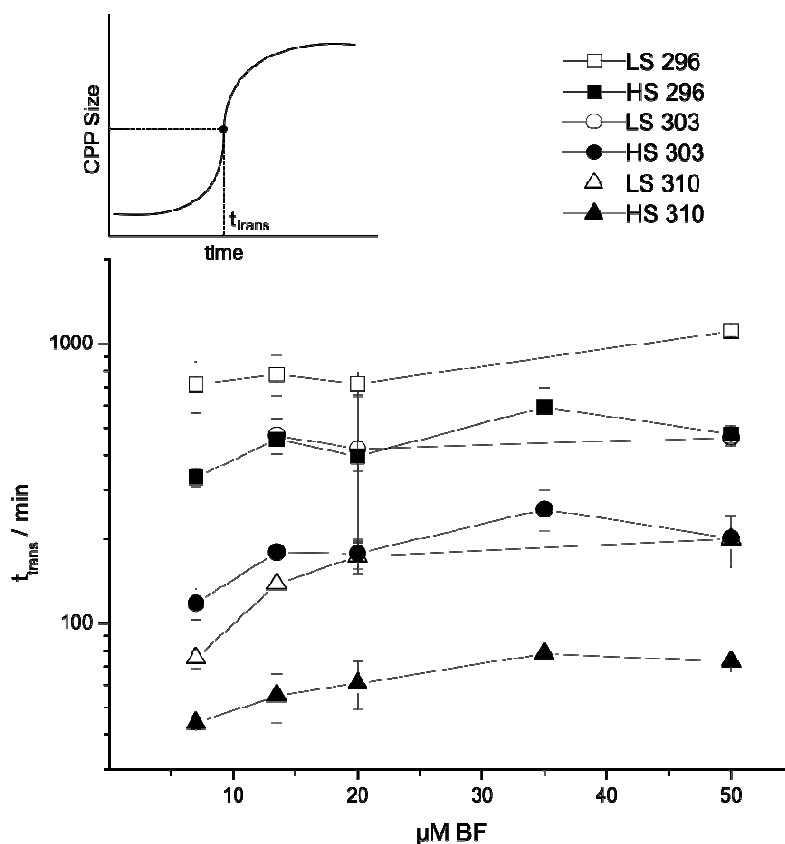 CPP Size
t_trans
time
LS 296
HS 296
LS 303
HS 303
LS 310
HS 310
1000
100
t_trans / min
10
20
30
40
50
µM BF